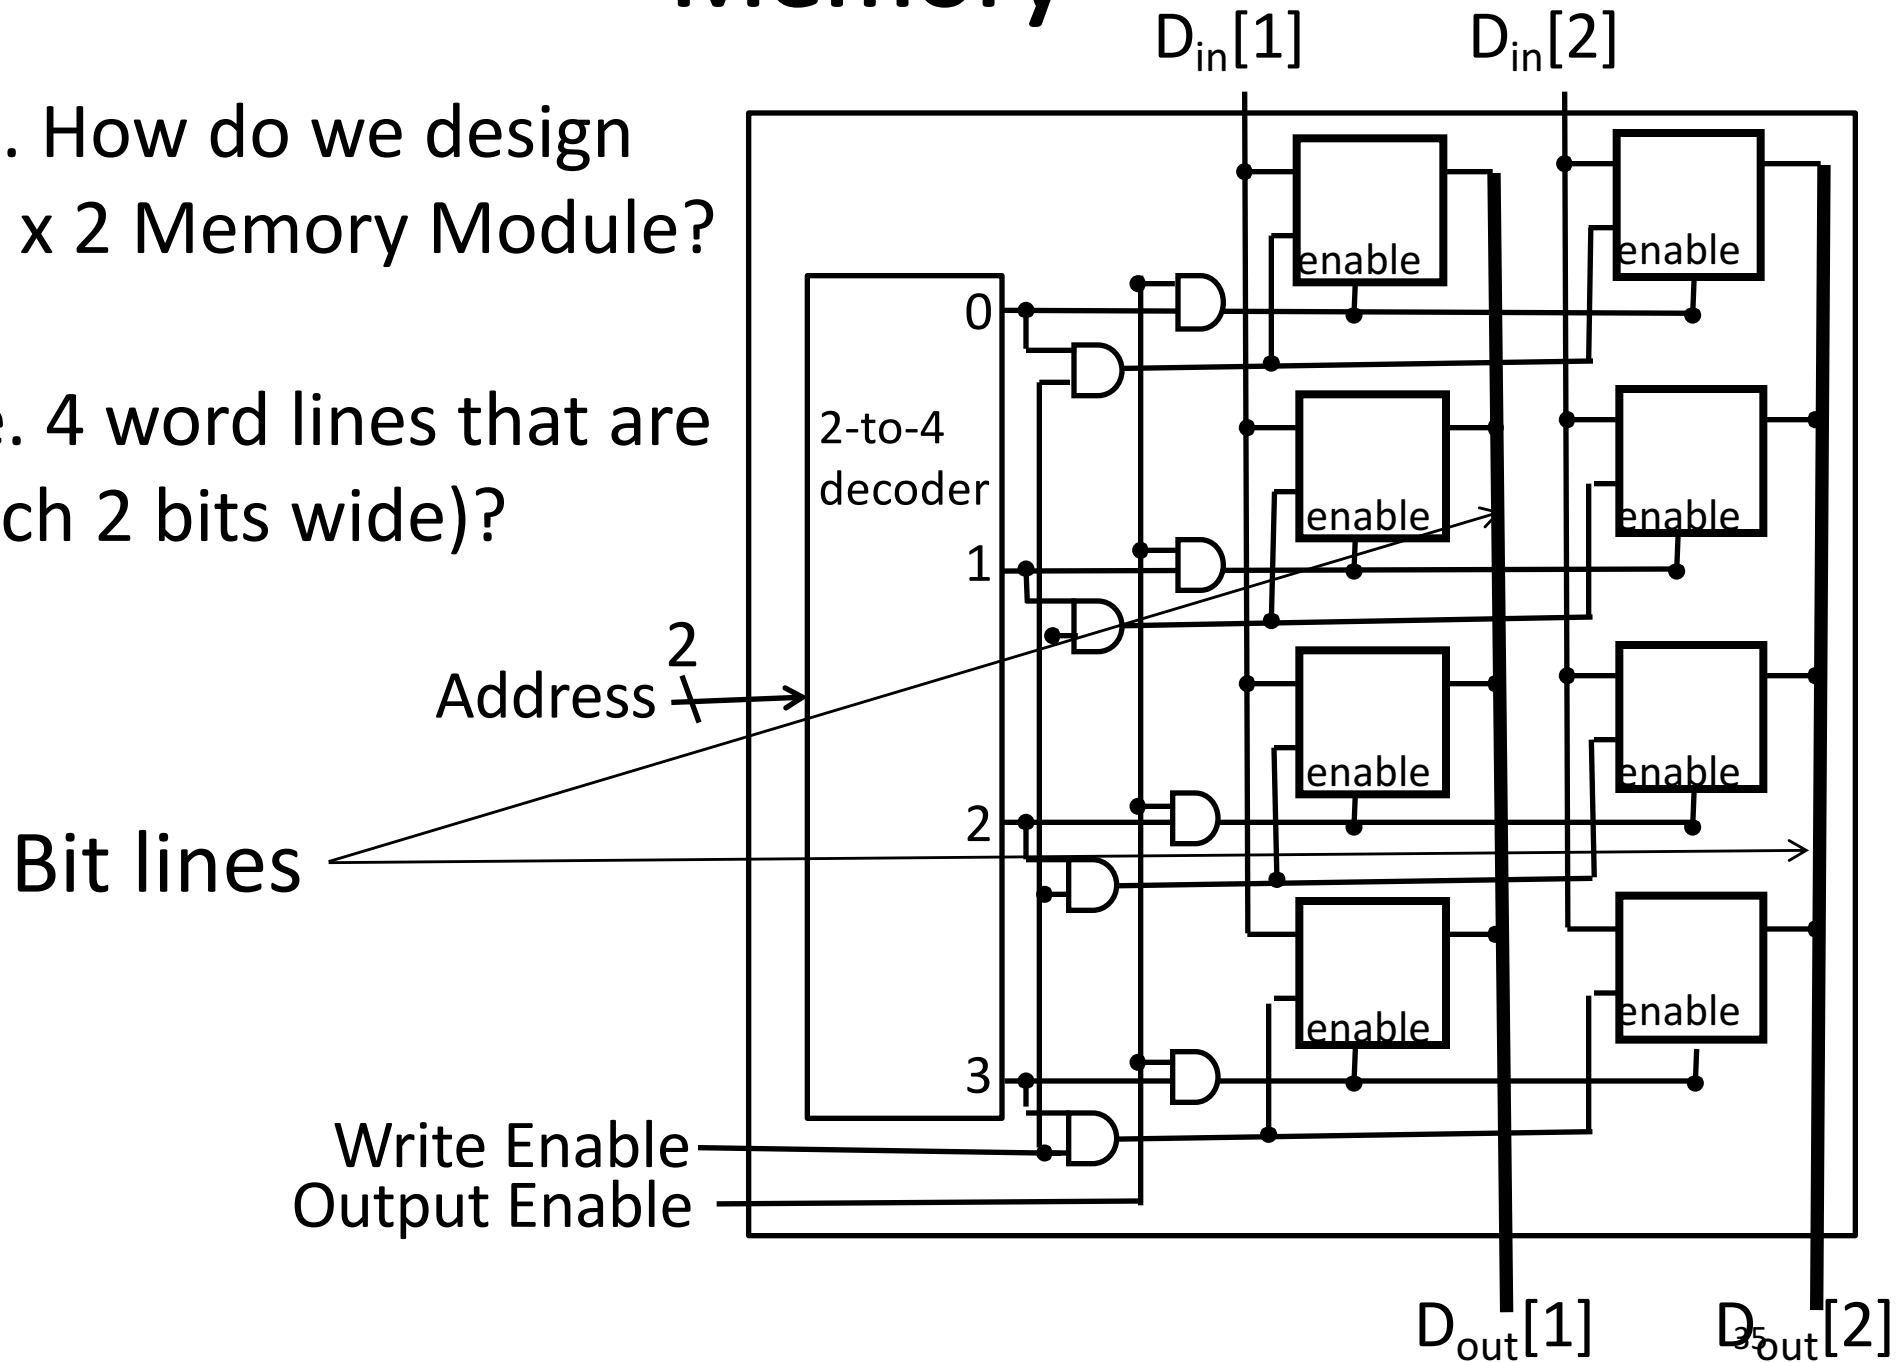 Memory
D_in[1] D_in[2]
. How do we design
x 2 Memory Module?
enable enable
0
e. 4 word lines that are
2-to-4
ch 2 bits wide)?
decoder
enable enable
1
2
Address
enable enable
2
Bit lines
enable enable
3
Write Enable
Output Enable
D_out[1] D_out[2]
35